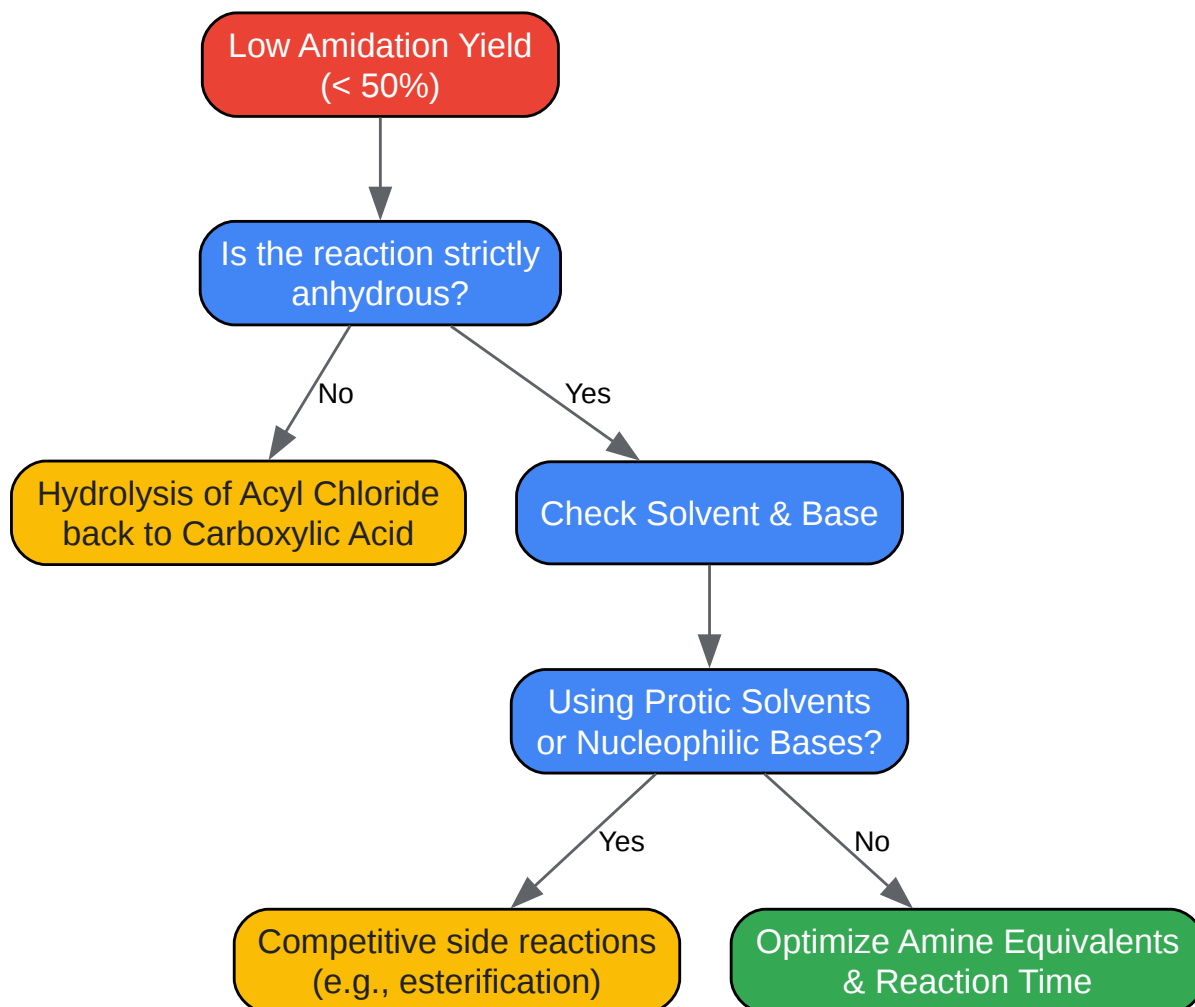 Low Amidation Yield
(< 50%)
Is the reaction strictly
anhydrous?
No
Yes
Hydrolysis of Acyl Chloride
back to Carboxylic Acid
Check Solvent & Base
Using Protic Solvents
or Nucleophilic Bases?
Yes
No
Competitive side reactions
(e.g., esterification)
Optimize Amine Equivalents
& Reaction Time